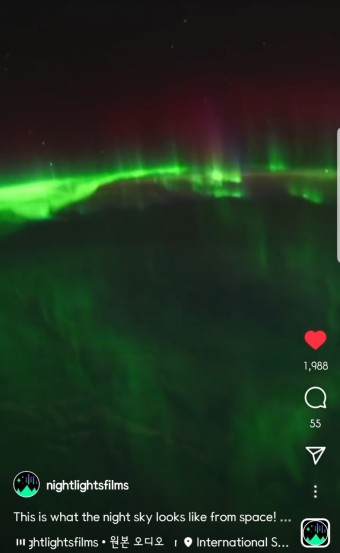 1,988
55
nightlightsfilms
This is what the night sky looks like from space! ...
ghtlightsfilms • 원본 오디오
International S...